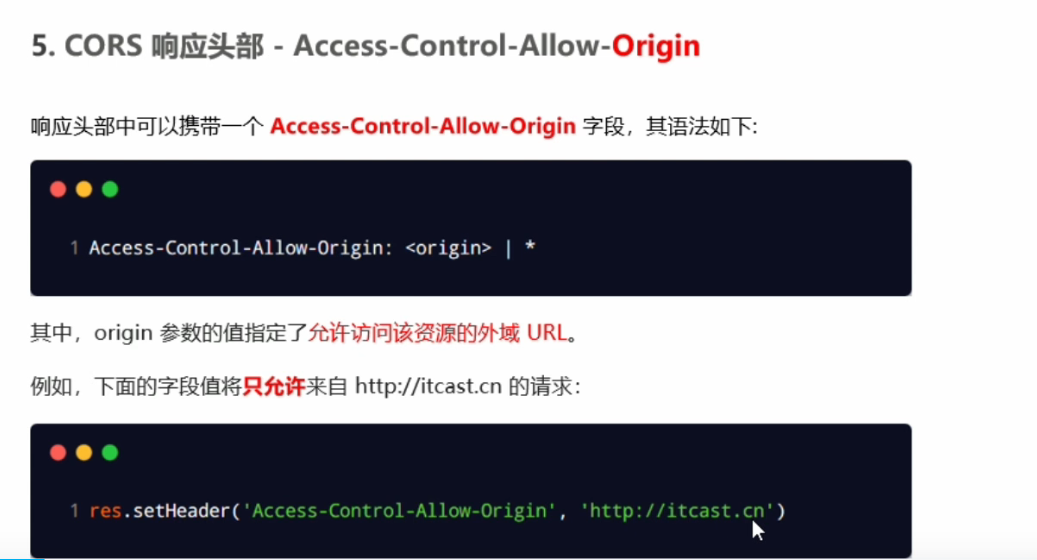 5. CORS 响应头部 - Access-Control-Allow-Origin
响应头部中可以携带一个 Access-Control-Allow-Origin 字段，其语法如下:
1 Access-Control-Allow-Origin: <origin> | *
其中，origin 参数的值指定了允许访问该资源的外域 URL。
例如，下面的字段值将只允许来自 http://itcast.cn 的请求：
1 res.setHeader('Access-Control-Allow-Origin', 'http://itcast.cn')